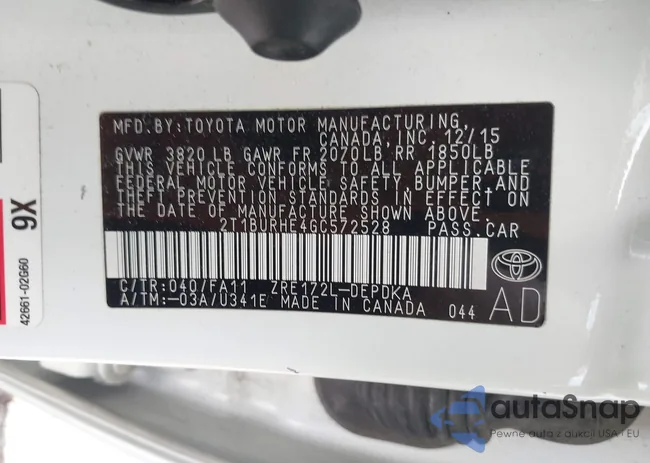 MFD.BY:TOYOTA MOTOR MANUFACTURING,
CANADA,INC. 12/15
GVWR 3820 LB GAWR FR 2070LB RR 1850LB
THIS VEHICLE CONFORMS TO ALL APPLICABLE
FEDERAL MOTOR VEHICLE SAFETY,BUMPER,AND
THEFT PREVENTION STANDARDS IN EFFECT ON
THE DATE OF MANUFACTURE SHOWN ABOVE.
2T1BURHE4GC572528 PASS.CAR
C/TR:040/FA11 ZRE172L-DEPDKA
A/TM:-03A/U341E MADE IN CANADA 044
AD
9X
42661-02G60
autaSnap
Pewne auto z aukcji USA i EU